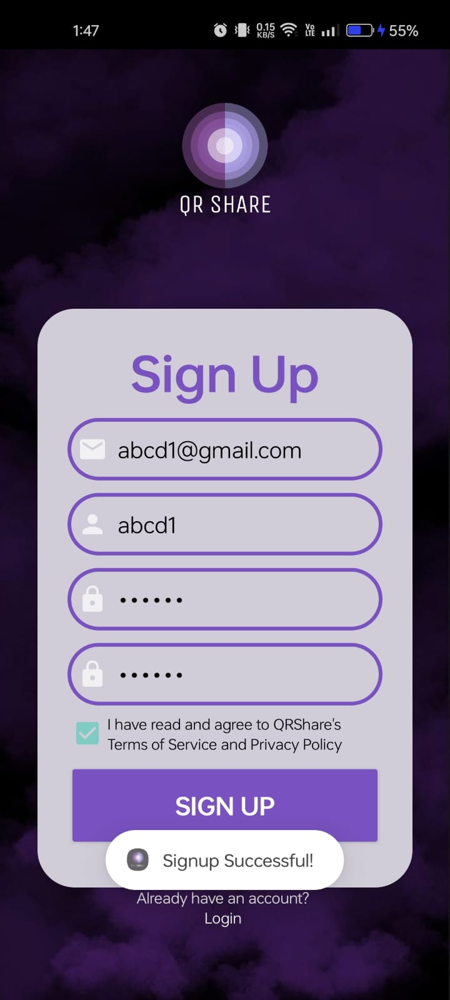 1:47
0.15
KB/S
Vo
LTE
55%
QR SHARE
Sign Up
abcd1@gmail.com
abcd1
••••••
••••••
I have read and agree to QRShare's
Terms of Service and Privacy Policy
SIGN UP
Signup Successful!
Already have an account?
Login